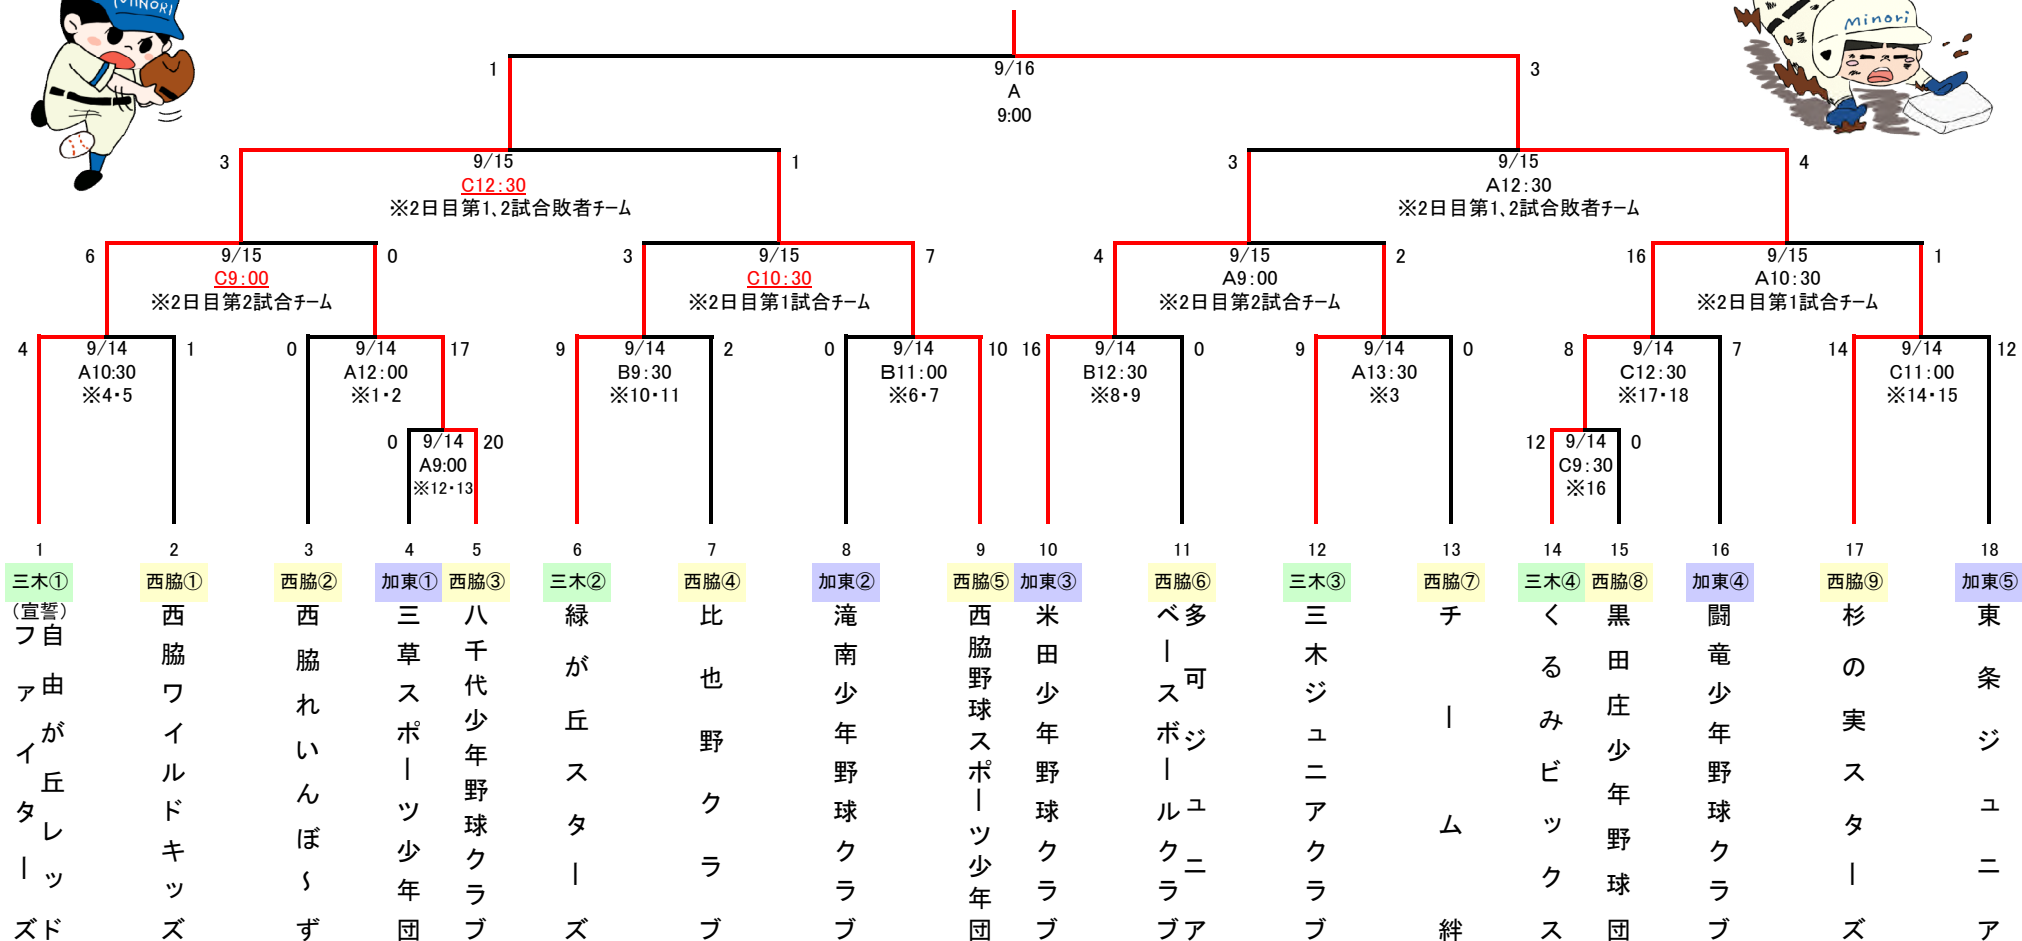 MINORI
Minori
1
9/16
A
9:00
3
3
9/15
C12:30
※2日目第1、2試合敗者チーム
1
3
9/15
A12:30
※2日目第1、2試合敗者チーム
4
6
9/15
C9:00
※2日目第2試合チーム
0
3
9/15
C10:30
※2日目第1試合チーム
7
4
9/15
A9:00
※2日目第2試合チーム
2
16
9/15
A10:30
※2日目第1試合チーム
1
4
9/14
A10:30
※4・5
1
0
9/14
A12:00
※1・2
17
9
9/14
B9:30
※10・11
2
0
9/14
B11:00
※6・7
10
16
9/14
B12:30
※8・9
0
9
9/14
A13:30
※3
0
8
9/14
C12:30
※17・18
7
14
9/14
C11:00
※14・15
12
0
9/14
A9:00
※12・13
20
12
9/14
C9:30
※16
0
1
三木①
(宣誓)
自由が丘レッド
ファイターズ
2
西脇①
西脇ワイルドキッズ
3
西脇②
西脇れいんぼ～ず
4
加東①
三草スポーツ少年団
5
西脇③
八千代少年野球クラブ
6
三木②
緑が丘スターズ
7
西脇④
比也野クラブ
8
加東②
滝南少年野球クラブ
9
西脇⑤
西脇野球スポーツ少年団
10
加東③
米田少年野球クラブ
11
西脇⑥
多可ジュニア
ベースボールクラブ
12
三木③
三木ジュニアクラブ
13
西脇⑦
チーム絆
14
三木④
くるみビックス
15
西脇⑧
黒田庄少年野球団
16
加東④
闘竜少年野球クラブ
17
西脇⑨
杉の実スターズ
18
加東⑤
東条ジュニア